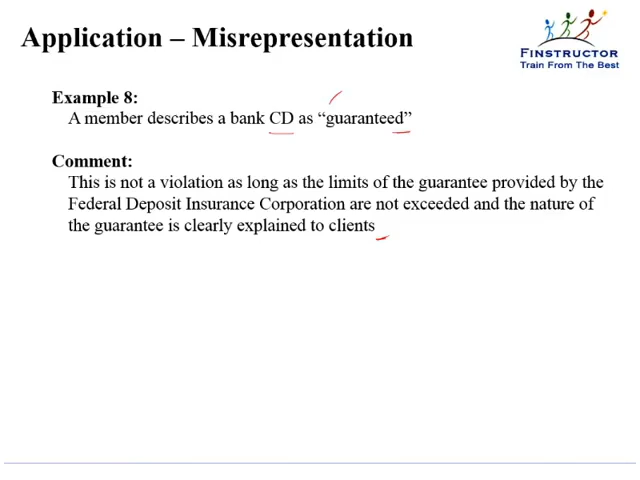 Application – Misrepresentation
FINSTRUCTOR
Train From The Best
Example 8:
A member describes a bank CD as “guaranteed”
Comment:
This is not a violation as long as the limits of the guarantee provided by the
Federal Deposit Insurance Corporation are not exceeded and the nature of
the guarantee is clearly explained to clients